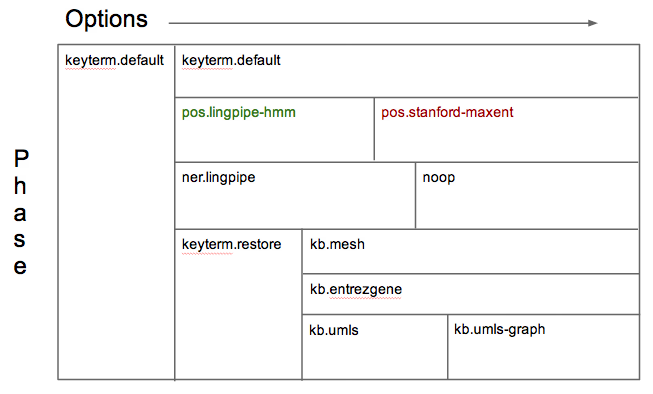 Options
Phase
keyterm.default
keyterm.default
pos.lingpipe-hmm
pos.stanford-maxent
ner.lingpipe
noop
keyterm.restore
kb.mesh
kb.entrezgene
kb.umls
kb.umls-graph